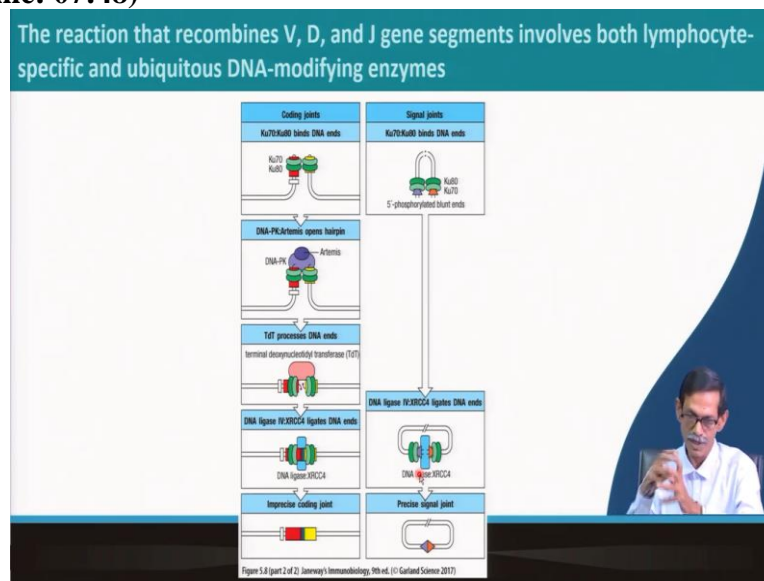 The reaction that recombines V, D, and J gene segments involves both lymphocyte-
specific and ubiquitous DNA-modifying enzymes
Coding joints
Ku70:Ku80 binds DNA ends
Ku70
Ku80
DNA-PK:Artemis opens hairpin
Artemis
DNA-PK
TdT processes DNA ends
terminal deoxynucleotidyl transferase (TdT)
DNA ligase IV:XRCC4 ligates DNA ends
DNA ligase:XRCC4
Imprecise coding joint
Signal joints
Ku70:Ku80 binds DNA ends
Ku80
Ku70
5'-phosphorylated blunt ends
DNA ligase IV:XRCC4 ligates DNA ends
DNA ligase:XRCC4
Precise signal joint
Figure 5.8 (part 2 of 2) Janeway's Immunobiology, 9th ed. (© Garland Science 2017)